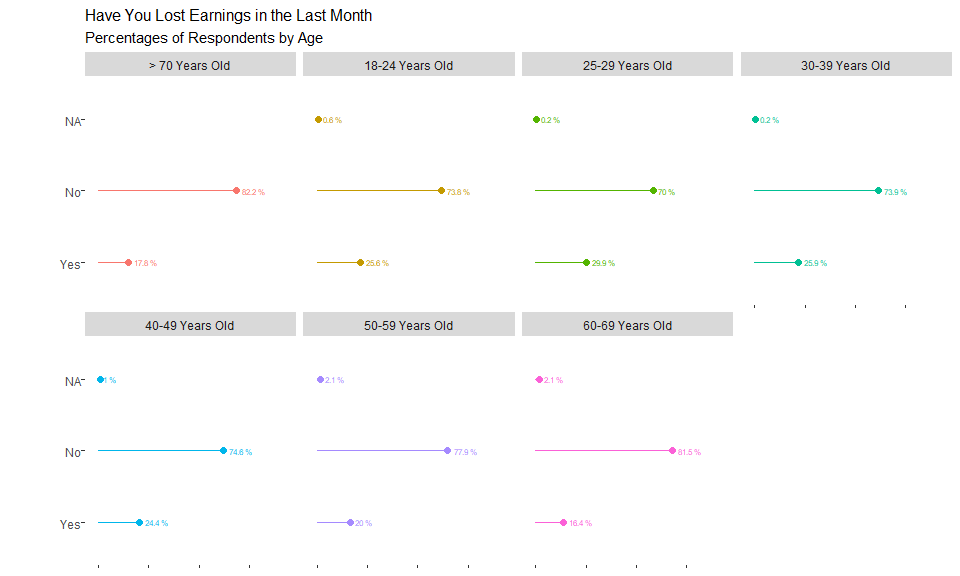 Have You Lost Earnings in the Last Month
Percentages of Respondents by Age
> 70 Years Old 18-24 Years Old 25-29 Years Old 30-39 Years Old
NA 0.6 % 0.2 % 0.2 %
No 82.2 % 73.8 % 70 % 73.9 %
Yes 17.8 % 25.6 % 29.9 % 25.9 %
40-49 Years Old 50-59 Years Old 60-69 Years Old
NA 1 % 2.1 % 2.1 %
No 74.6 % 77.9 % 81.5 %
Yes 24.4 % 20 % 16.4 %